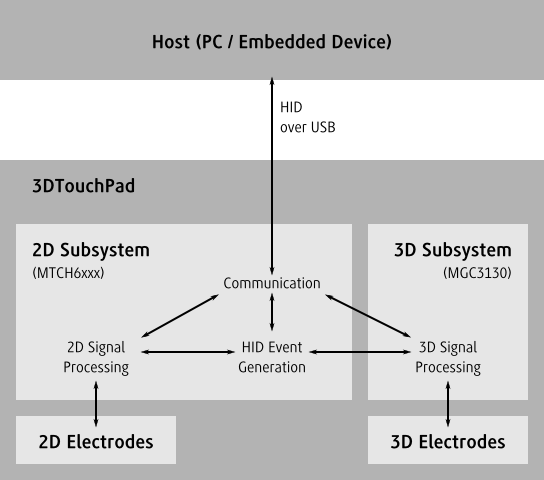 Host (PC / Embedded Device)
HID
over USB
3DTouchPad
2D Subsystem
(MTCH6xxx)
3D Subsystem
(MGC3130)
Communication
2D Signal
Processing
HID Event
Generation
3D Signal
Processing
2D Electrodes
3D Electrodes